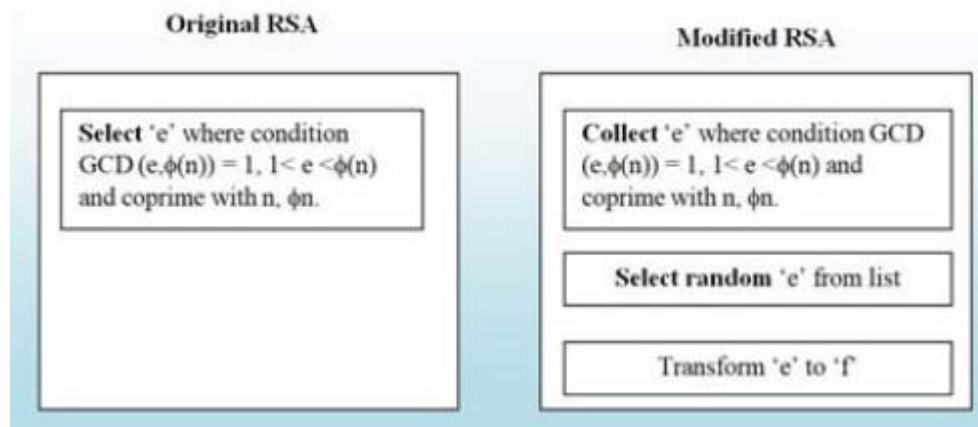 Original RSA
Select ‘e’ where condition
GCD (e,ϕ(n)) = 1, 1< e <ϕ(n)
and coprime with n, ϕn.
Modified RSA
Collect ‘e’ where condition GCD
(e,ϕ(n)) = 1, 1< e <ϕ(n) and
coprime with n, ϕn.
Select random ‘e’ from list
Transform ‘e’ to ‘f’